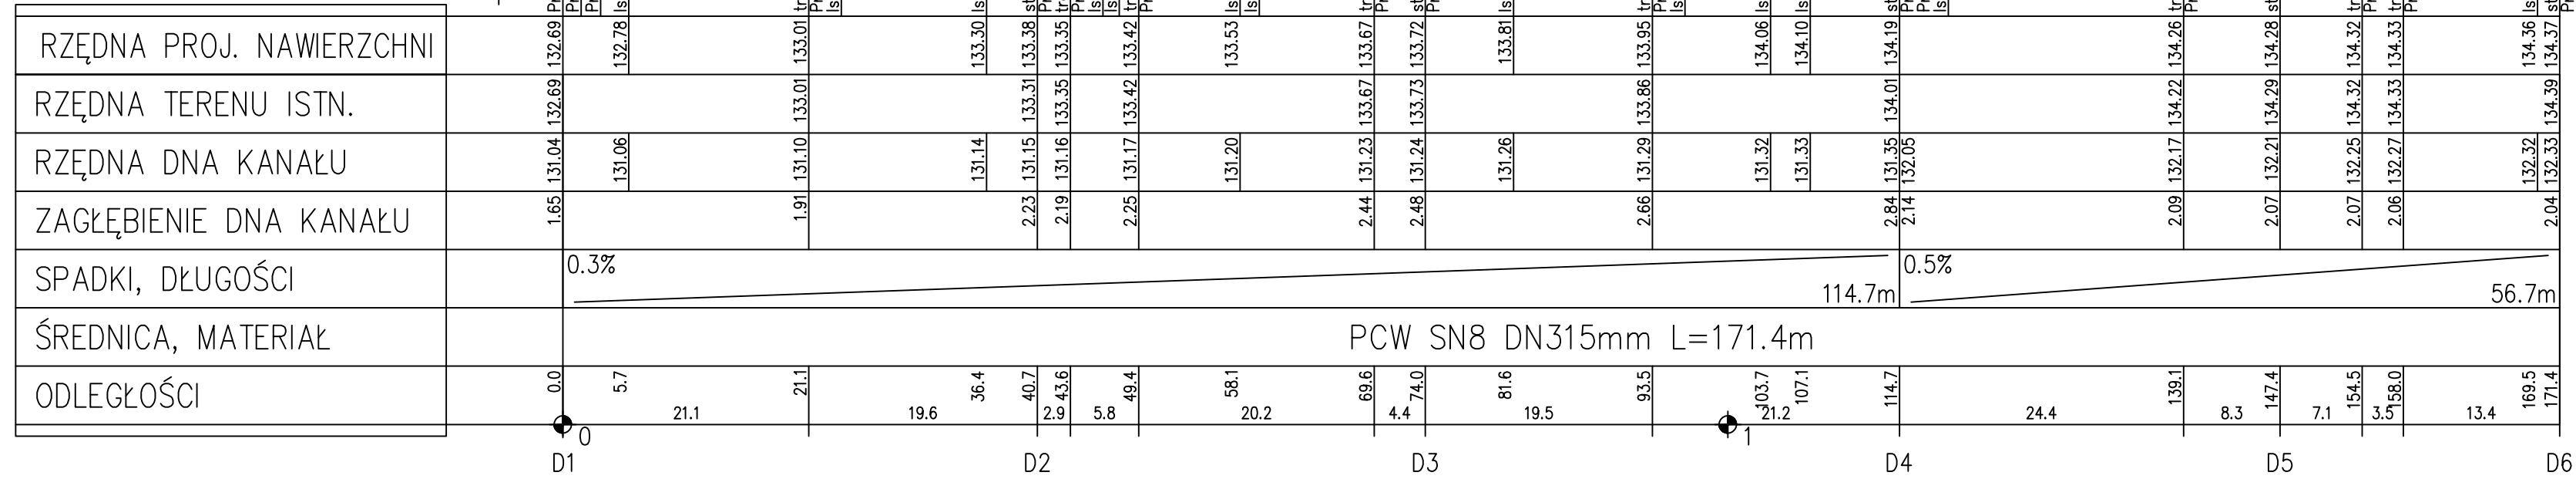 RZĘDNA PROJ. NAWIERZCHNI 132.69 132.78 133.01 133.30 133.38 133.35 133.42 133.53 133.67 133.72 133.81 133.95 134.06 134.10 134.19 134.26 134.28 134.32 134.33 134.36 134.37
RZĘDNA TERENU ISTN. 132.69 133.01 133.31 133.35 133.42 133.67 133.73 133.86 134.01 134.22 134.29 134.32 134.33 134.39
RZĘDNA DNA KANAŁU 131.04 131.06 131.10 131.14 131.15 131.16 131.17 131.20 131.23 131.24 131.26 131.29 131.32 131.33 131.35 132.05 132.17 132.21 132.25 132.27 132.32 132.33
ZAGŁĘBIENIE DNA KANAŁU 1.65 1.91 2.23 2.19 2.25 2.44 2.48 2.66 2.84 2.14 2.09 2.07 2.07 2.06 2.04
SPADKI, DŁUGOŚCI 0.3% 114.7m 0.5% 56.7m
ŚREDNICA, MATERIAŁ PCW SN8 DN315mm L=171.4m
ODLEGŁOŚCI 0.0 5.7 21.1 36.4 40.7 43.6 49.4 58.1 69.6 74.0 81.6 93.5 103.7 107.1 114.7 139.1 147.4 154.5 158.0 169.5 171.4
21.1 19.6 2.9 5.8 20.2 4.4 19.5 21.2 24.4 8.3 7.1 3.5 13.4
0 1
D1 D2 D3 D4 D5 D6